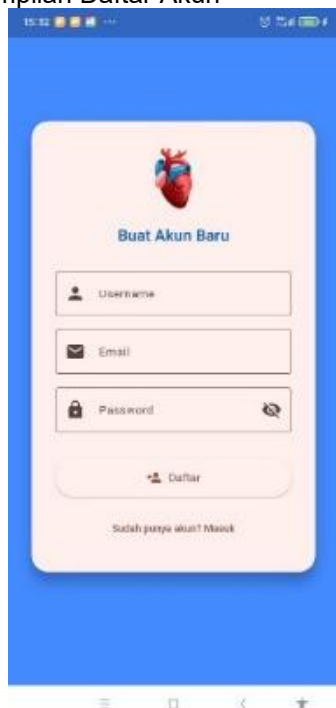 mpilan Daftar Akun
15:32
Buat Akun Baru
Username
Email
Password
Daftar
Sudah punya akun? Masuk